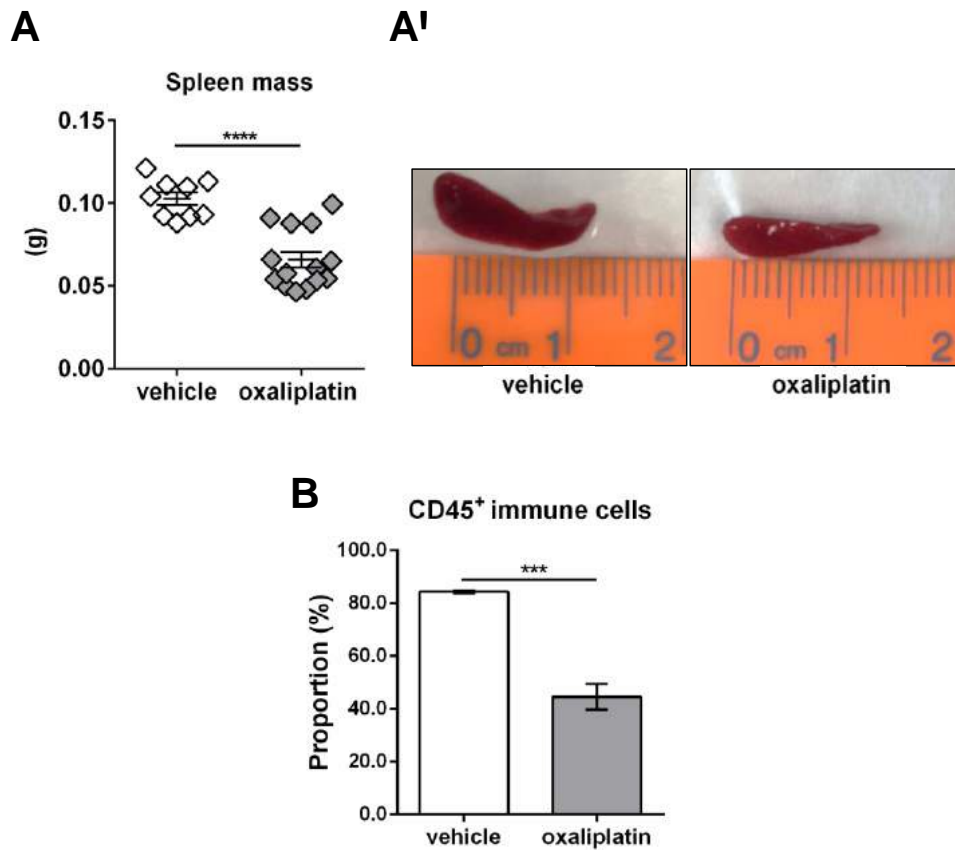 A
Spleen mass
0.15
0.10
0.05
0.00
(g)
****
vehicle oxaliplatin
A'
0 cm 1 2
vehicle
0 cm 1 2
oxaliplatin
B
CD45⁺ immune cells
100.0
80.0
60.0
40.0
20.0
0.0
Proportion (%)
***
vehicle oxaliplatin